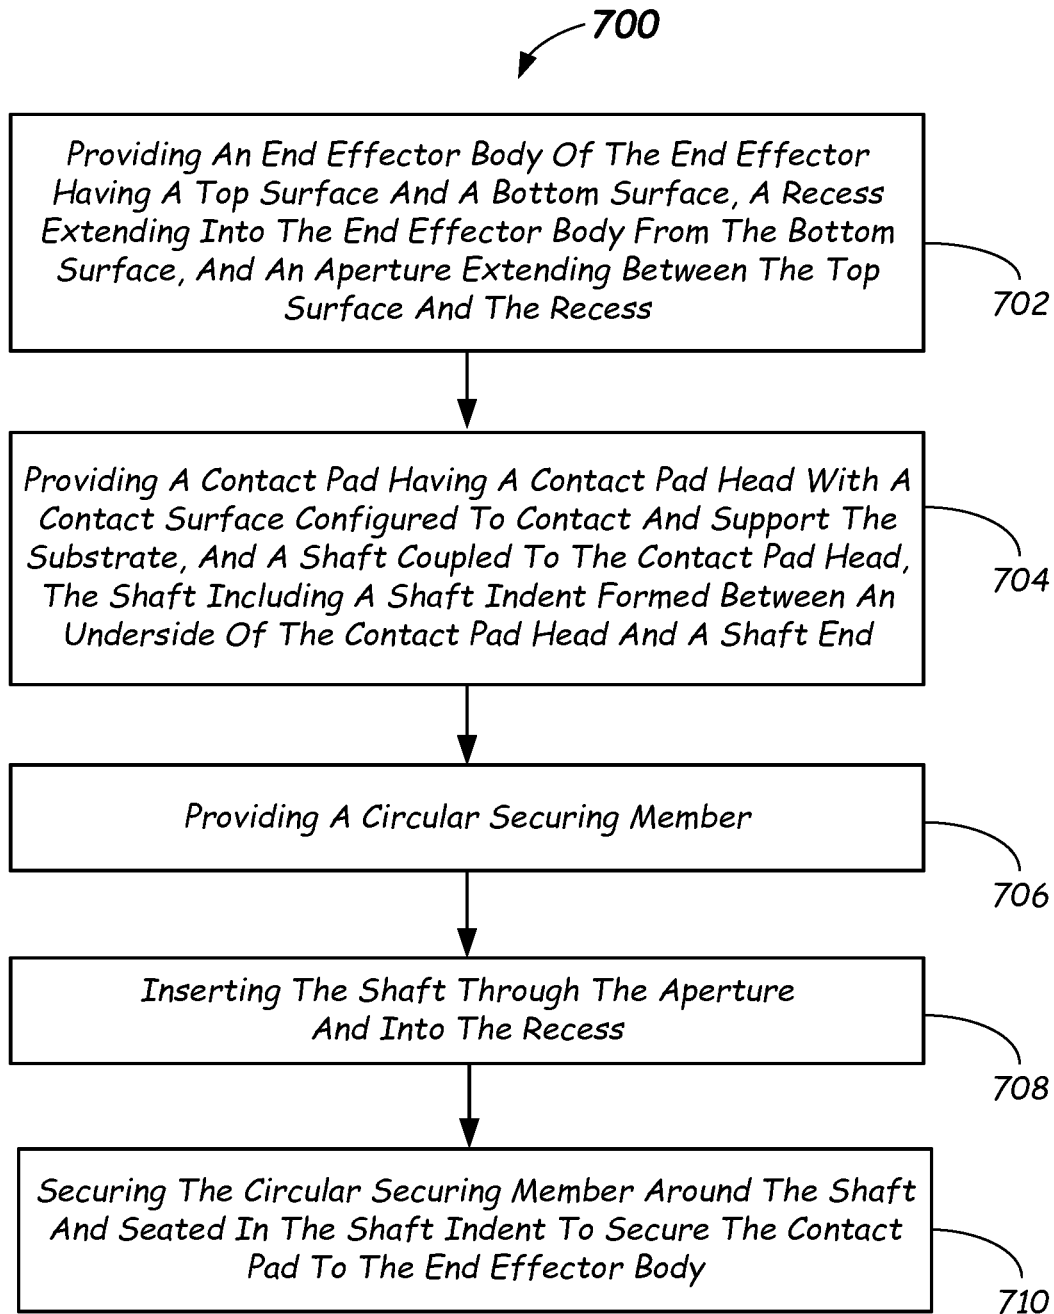 700
Providing An End Effector Body Of The End Effector
Having A Top Surface And A Bottom Surface, A Recess
Extending Into The End Effector Body From The Bottom
Surface, And An Aperture Extending Between The Top
Surface And The Recess
702
Providing A Contact Pad Having A Contact Pad Head With A
Contact Surface Configured To Contact And Support The
Substrate, And A Shaft Coupled To The Contact Pad Head,
The Shaft Including A Shaft Indent Formed Between An
Underside Of The Contact Pad Head And A Shaft End
704
Providing A Circular Securing Member
706
Inserting The Shaft Through The Aperture
And Into The Recess
708
Securing The Circular Securing Member Around The Shaft
And Seated In The Shaft Indent To Secure The Contact
Pad To The End Effector Body
710